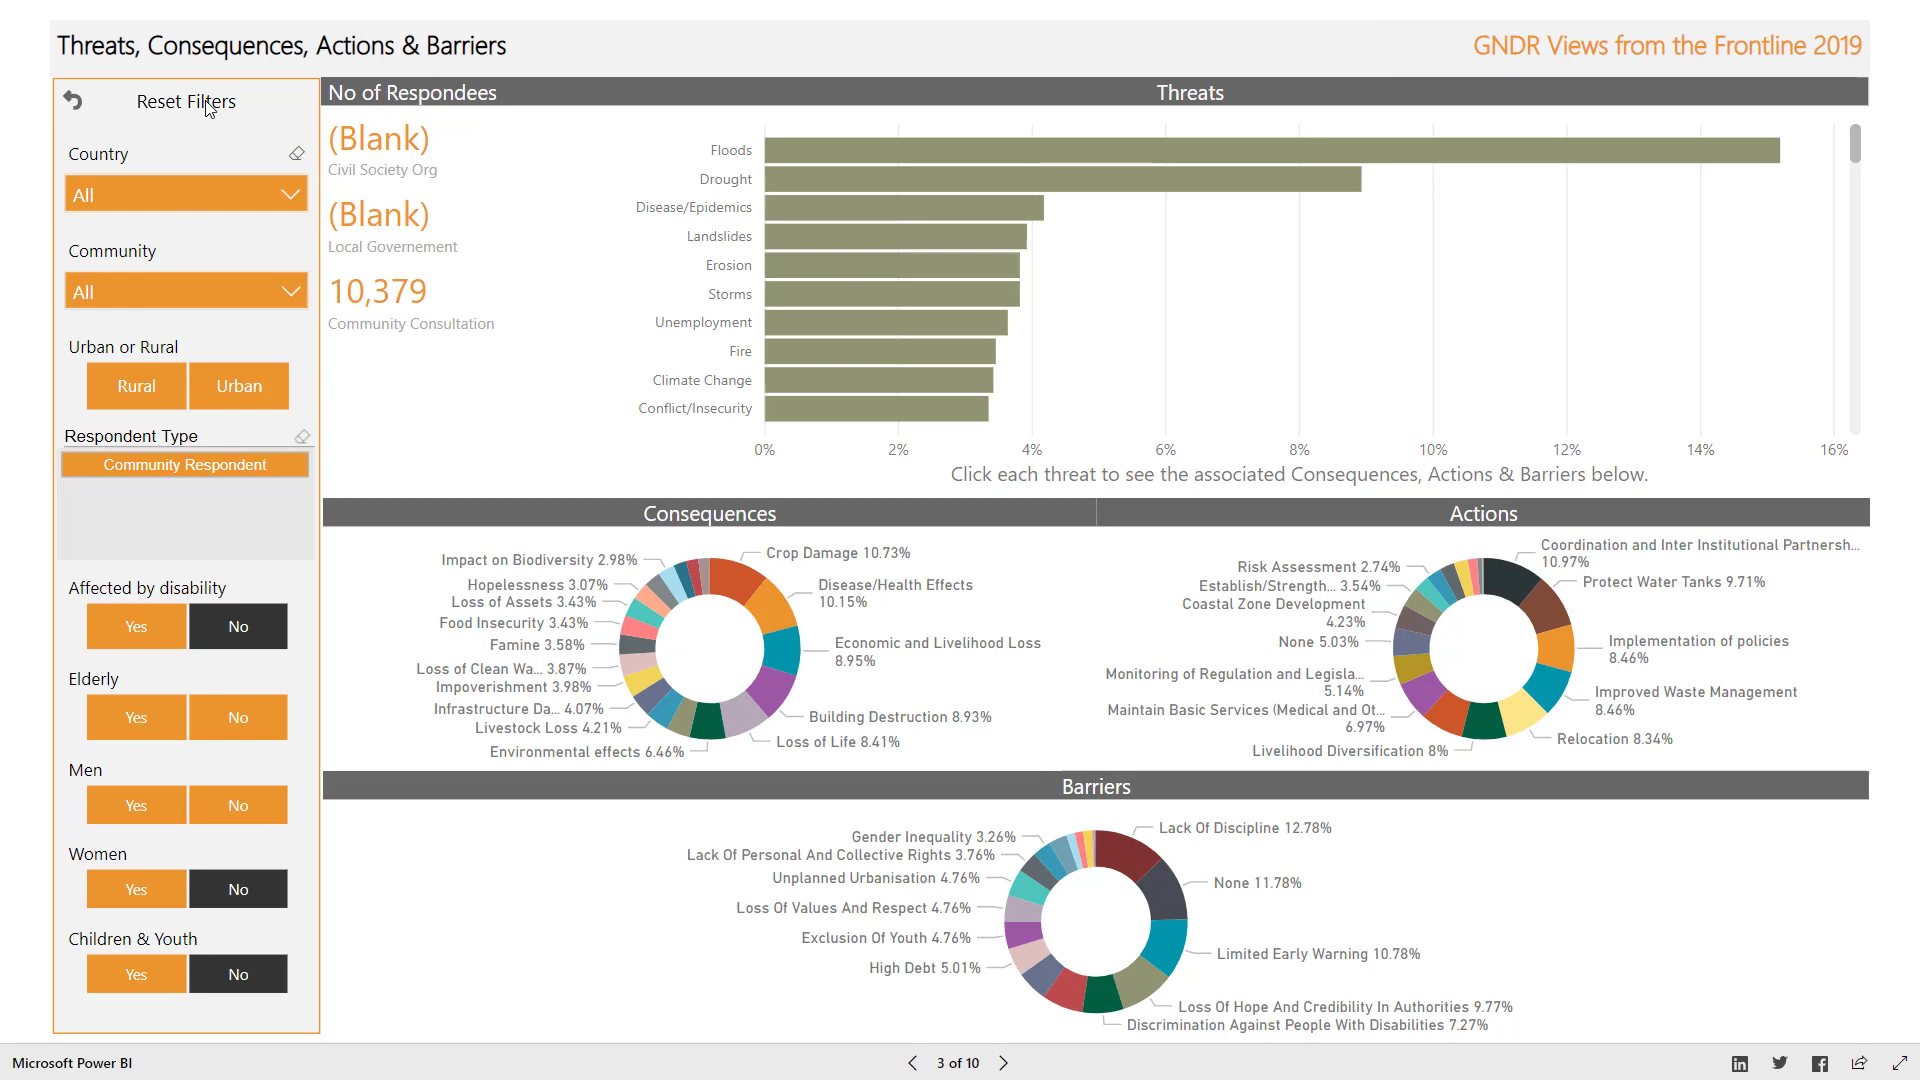 Threats, Consequences, Actions & Barriers
GNDR Views from the Frontline 2019
Reset Filters
Country
All
Community
All
Urban or Rural
Rural
Urban
Respondent Type
Community Respondent
Affected by disability
Yes
No
Elderly
Yes
No
Men
Yes
No
Women
Yes
No
Children & Youth
Yes
No
No of Respondees
(Blank)
Civil Society Org
(Blank)
Local Governement
10,379
Community Consultation
Threats
Floods
Drought
Disease/Epidemics
Landslides
Erosion
Storms
Unemployment
Fire
Climate Change
Conflict/Insecurity
0%
2%
4%
6%
8%
10%
12%
14%
16%
Click each threat to see the associated Consequences, Actions & Barriers below.
Consequences
Crop Damage 10.73%
Disease/Health Effects
10.15%
Economic and Livelihood Loss
8.95%
Building Destruction 8.93%
Loss of Life 8.41%
Environmental effects 6.46%
Livestock Loss 4.21%
Infrastructure Da... 4.07%
Impoverishment 3.98%
Loss of Clean Wa... 3.87%
Famine 3.58%
Food Insecurity 3.43%
Loss of Assets 3.43%
Hopelessness 3.07%
Impact on Biodiversity 2.98%
Actions
Coordination and Inter Institutional Partnersh...
10.97%
Protect Water Tanks 9.71%
Implementation of policies
8.46%
Improved Waste Management
8.46%
Relocation 8.34%
Livelihood Diversification 8%
Maintain Basic Services (Medical and Ot...
6.97%
Monitoring of Regulation and Legisla...
5.14%
None 5.03%
Coastal Zone Development
4.23%
Establish/Strength... 3.54%
Risk Assessment 2.74%
Barriers
Lack Of Discipline 12.78%
None 11.78%
Limited Early Warning 10.78%
Loss Of Hope And Credibility In Authorities 9.77%
Discrimination Against People With Disabilities 7.27%
High Debt 5.01%
Exclusion Of Youth 4.76%
Loss Of Values And Respect 4.76%
Unplanned Urbanisation 4.76%
Lack Of Personal And Collective Rights 3.76%
Gender Inequality 3.26%
Microsoft Power BI
3 of 10